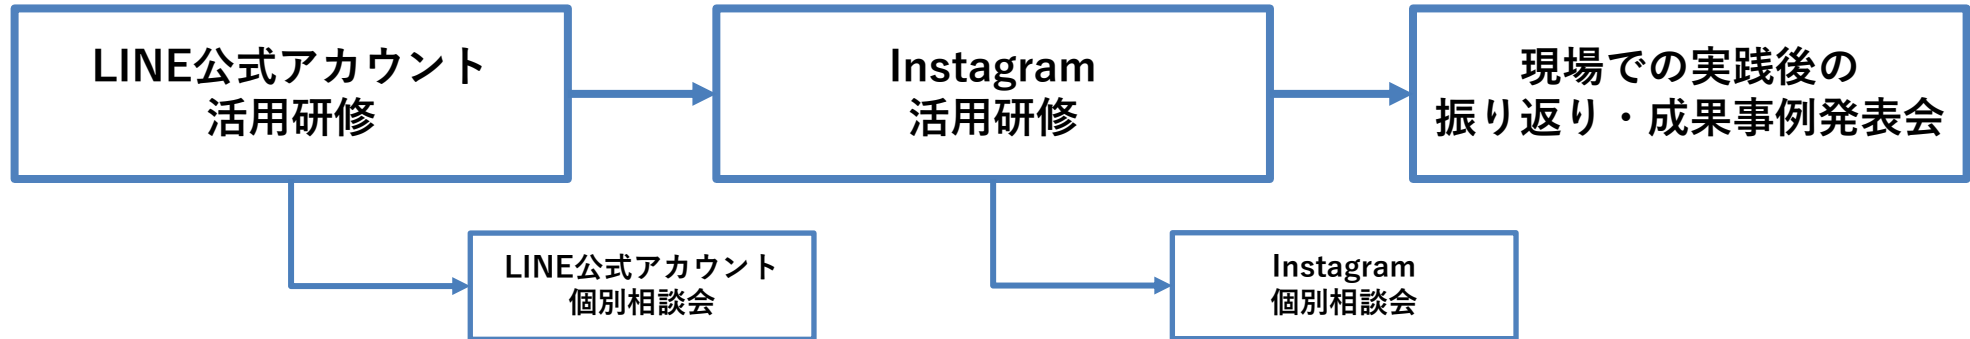 LINE公式アカウント
活用研修
Instagram
活用研修
現場での実践後の
振り返り・成果事例発表会
LINE公式アカウント
個別相談会
Instagram
個別相談会